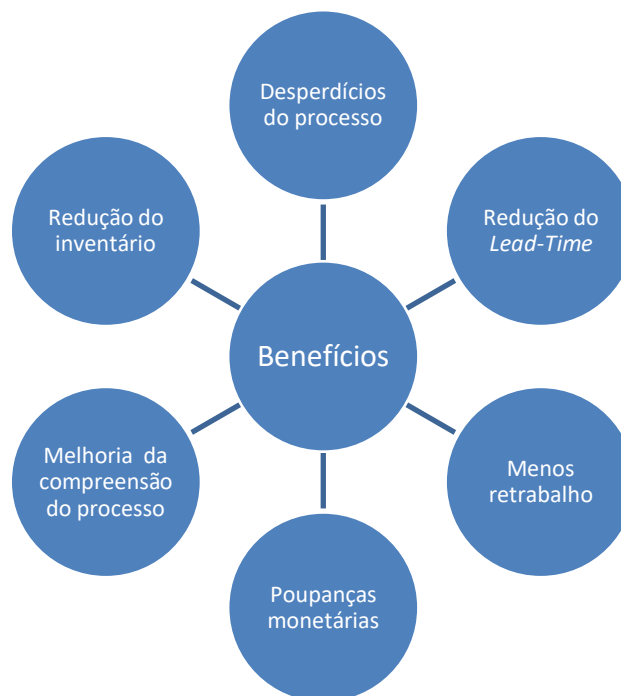 Desperdícios
do processo
Redução do
Lead-Time
Menos
retrabalho
Poupanças
monetárias
Melhoria da
compreensão
do processo
Redução do
inventário
Benefícios